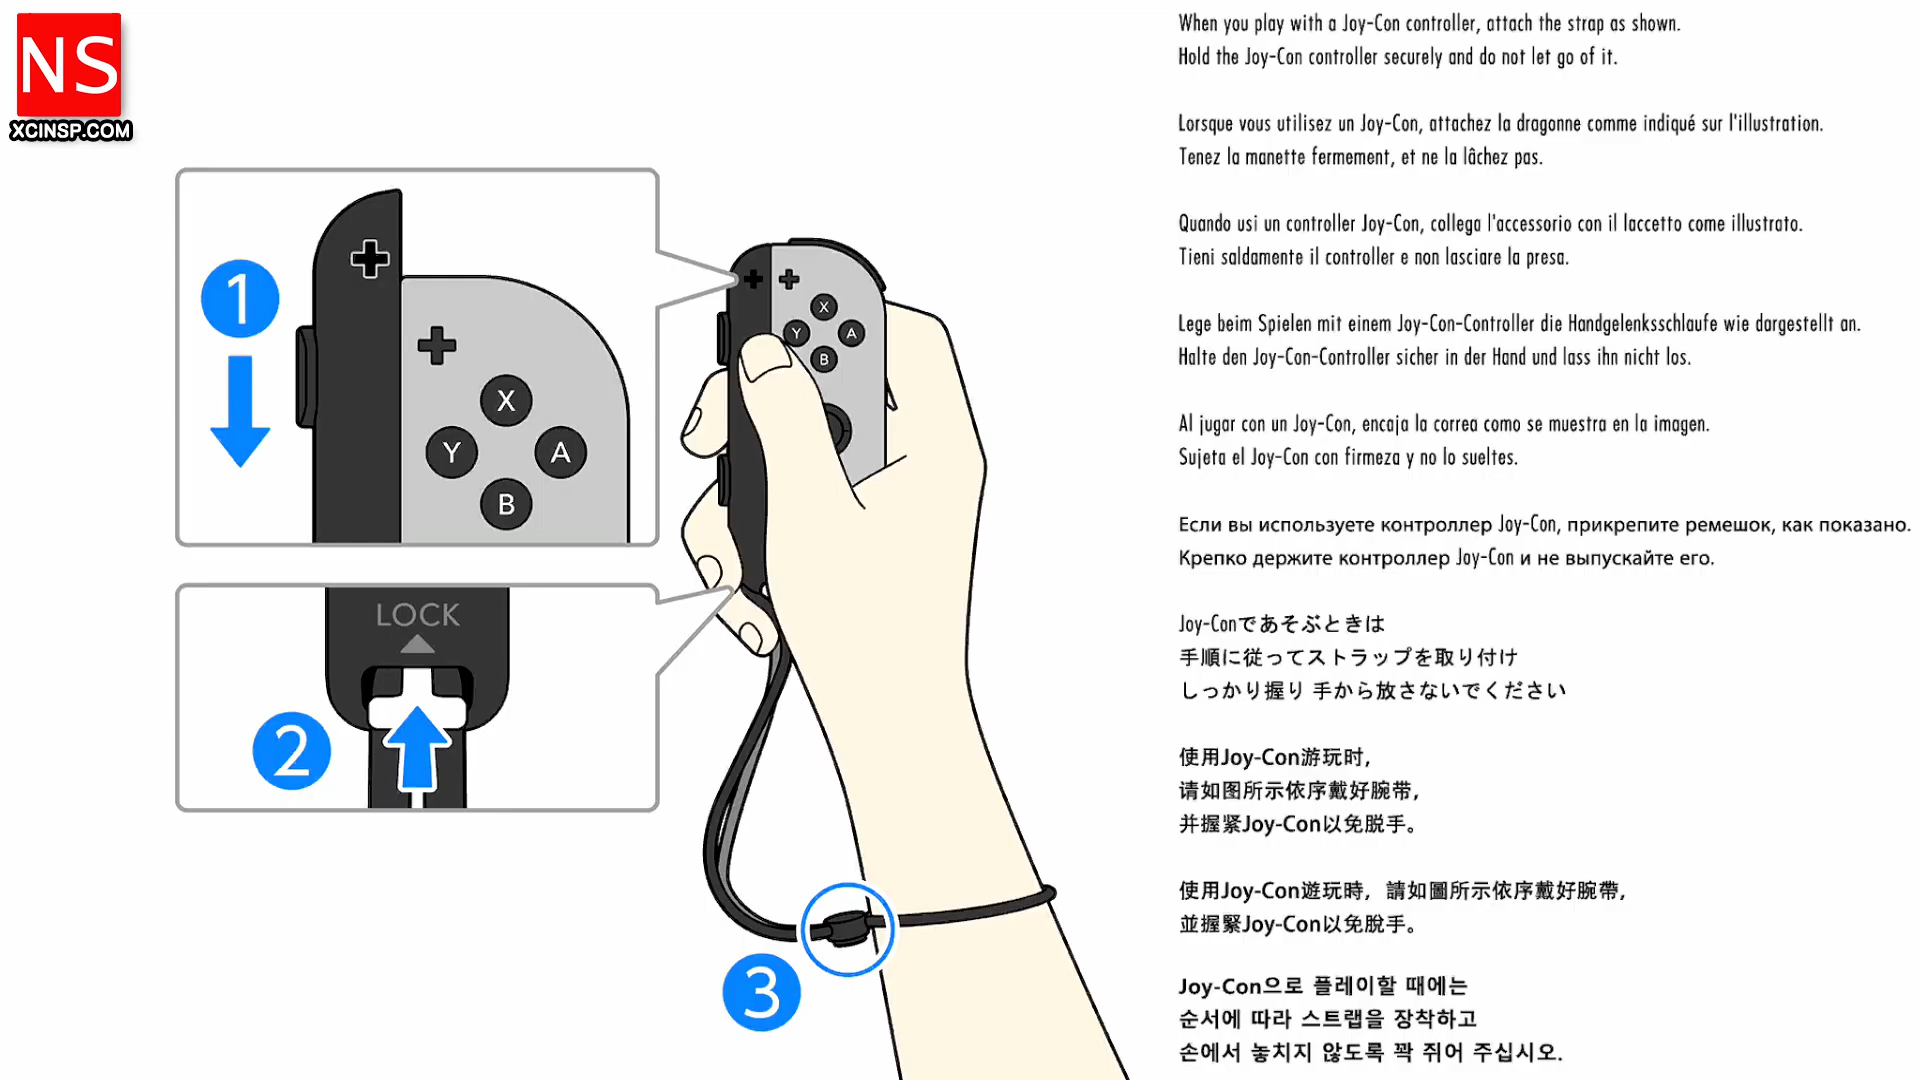 NS
XCINSP.COM
1
X
Y
A
B
LOCK
2
X
Y
A
B
3
When you play with a Joy-Con controller, attach the strap as shown.
Hold the Joy-Con controller securely and do not let go of it.
Lorsque vous utilisez un Joy-Con, attachez la dragonne comme indiqué sur l'illustration.
Tenez la manette fermement, et ne la lâchez pas.
Quando usi un controller Joy-Con, collega l'accessorio con il laccetto come illustrato.
Tieni saldamente il controller e non lasciare la presa.
Lege beim Spielen mit einem Joy-Con-Controller die Handgelenksschlaufe wie dargestellt an.
Halte den Joy-Con-Controller sicher in der Hand und lass ihn nicht los.
Al jugar con un Joy-Con, encaja la correa como se muestra en la imagen.
Sujeta el Joy-Con con firmeza y no lo sueltes.
Если вы используете контроллер Joy-Con, прикрепите ремешок, как показано.
Крепко держите контроллер Joy-Con и не выпускайте его.
Joy-Conであそぶときは
手順に従ってストラップを取り付け
しっかり握り 手から放さないでください
使用Joy-Con游玩时，
请如图所示依序戴好腕带，
并握紧Joy-Con以免脱手。
使用Joy-Con遊玩時，請如圖所示依序戴好腕帶，
並握緊Joy-Con以免脫手。
Joy-Con으로 플레이할 때에는
순서에 따라 스트랩을 장착하고
손에서 놓치지 않도록 꽉 쥐어 주십시오.